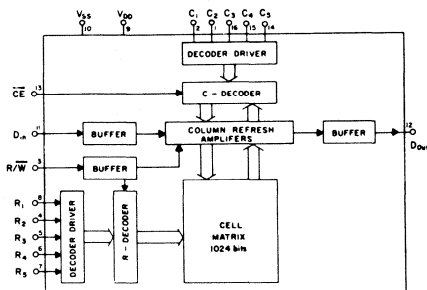 VSS VDD C1 C2 C3 C4 C5
10 9 2 1 16 15 14
DECODER DRIVER
CE 13
C - DECODER
Din 11 BUFFER
COLUMN REFRESH
AMPLIFERS
BUFFER
12
DOut
R/W 3 BUFFER
R1 8
R2 4
R3 5
R4 6
R5 7
DECODER DRIVER
R - DECODER
CELL
MATRIX
1024 bits